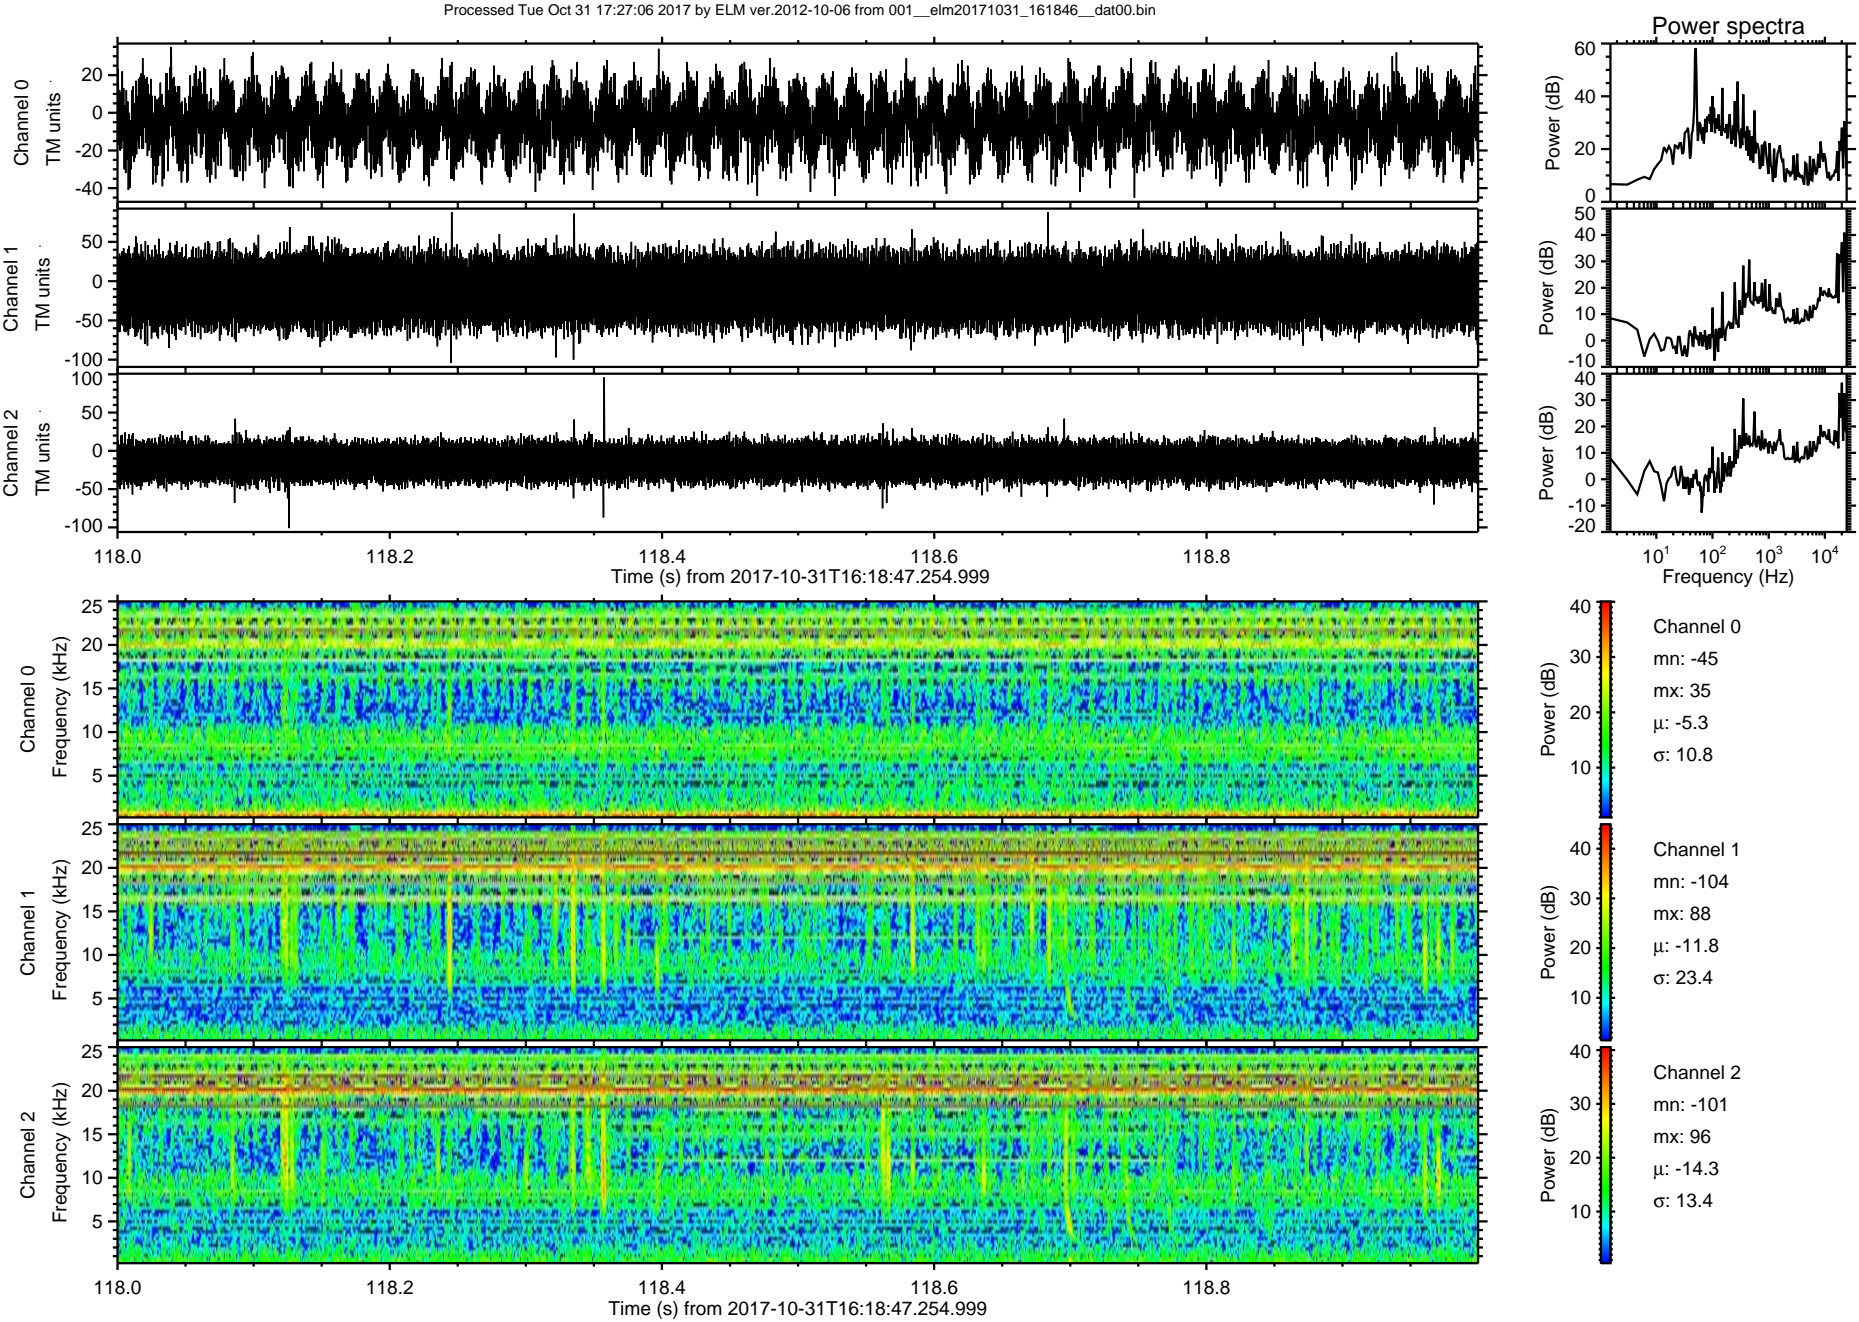 Processed Tue Oct 31 17:27:06 2017 by ELM ver.2012-10-06 from 001__elm20171031_161846__dat00.bin
Power spectra
Channel 0
TM units
20
0
-20
-40
Power (dB)
60
40
20
0
Channel 1
TM units
50
0
-50
-100
Power (dB)
50
40
30
20
10
0
-10
Channel 2
TM units
100
50
0
-50
-100
Power (dB)
40
30
20
10
0
-10
-20
118.0 118.2 118.4 118.6 118.8
Time (s) from 2017-10-31T16:18:47.254.999
10¹ 10² 10³ 10⁴
Frequency (Hz)
Channel 0
Frequency (kHz)
25
20
15
10
5
Power (dB)
40
30
20
10
Channel 0
mn: -45
mx: 35
μ: -5.3
σ: 10.8
Channel 1
Frequency (kHz)
25
20
15
10
5
Power (dB)
40
30
20
10
Channel 1
mn: -104
mx: 88
μ: -11.8
σ: 23.4
Channel 2
Frequency (kHz)
25
20
15
10
5
Power (dB)
40
30
20
10
Channel 2
mn: -101
mx: 96
μ: -14.3
σ: 13.4
118.0 118.2 118.4 118.6 118.8
Time (s) from 2017-10-31T16:18:47.254.999